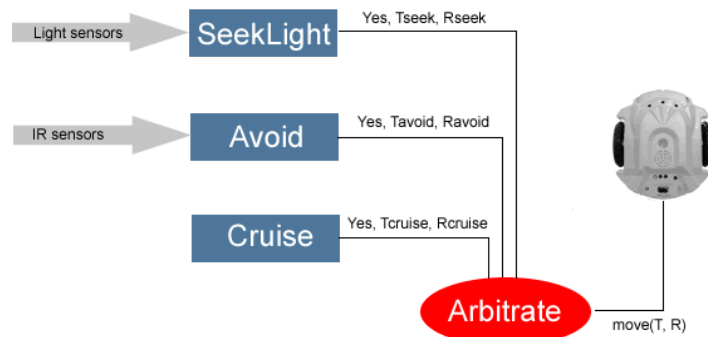 Light sensors
SeekLight
Yes, Tseek, Rseek
IR sensors
Avoid
Yes, Tavoid, Ravoid
Cruise
Yes, Tcruise, Rcruise
Arbitrate
move(T, R)